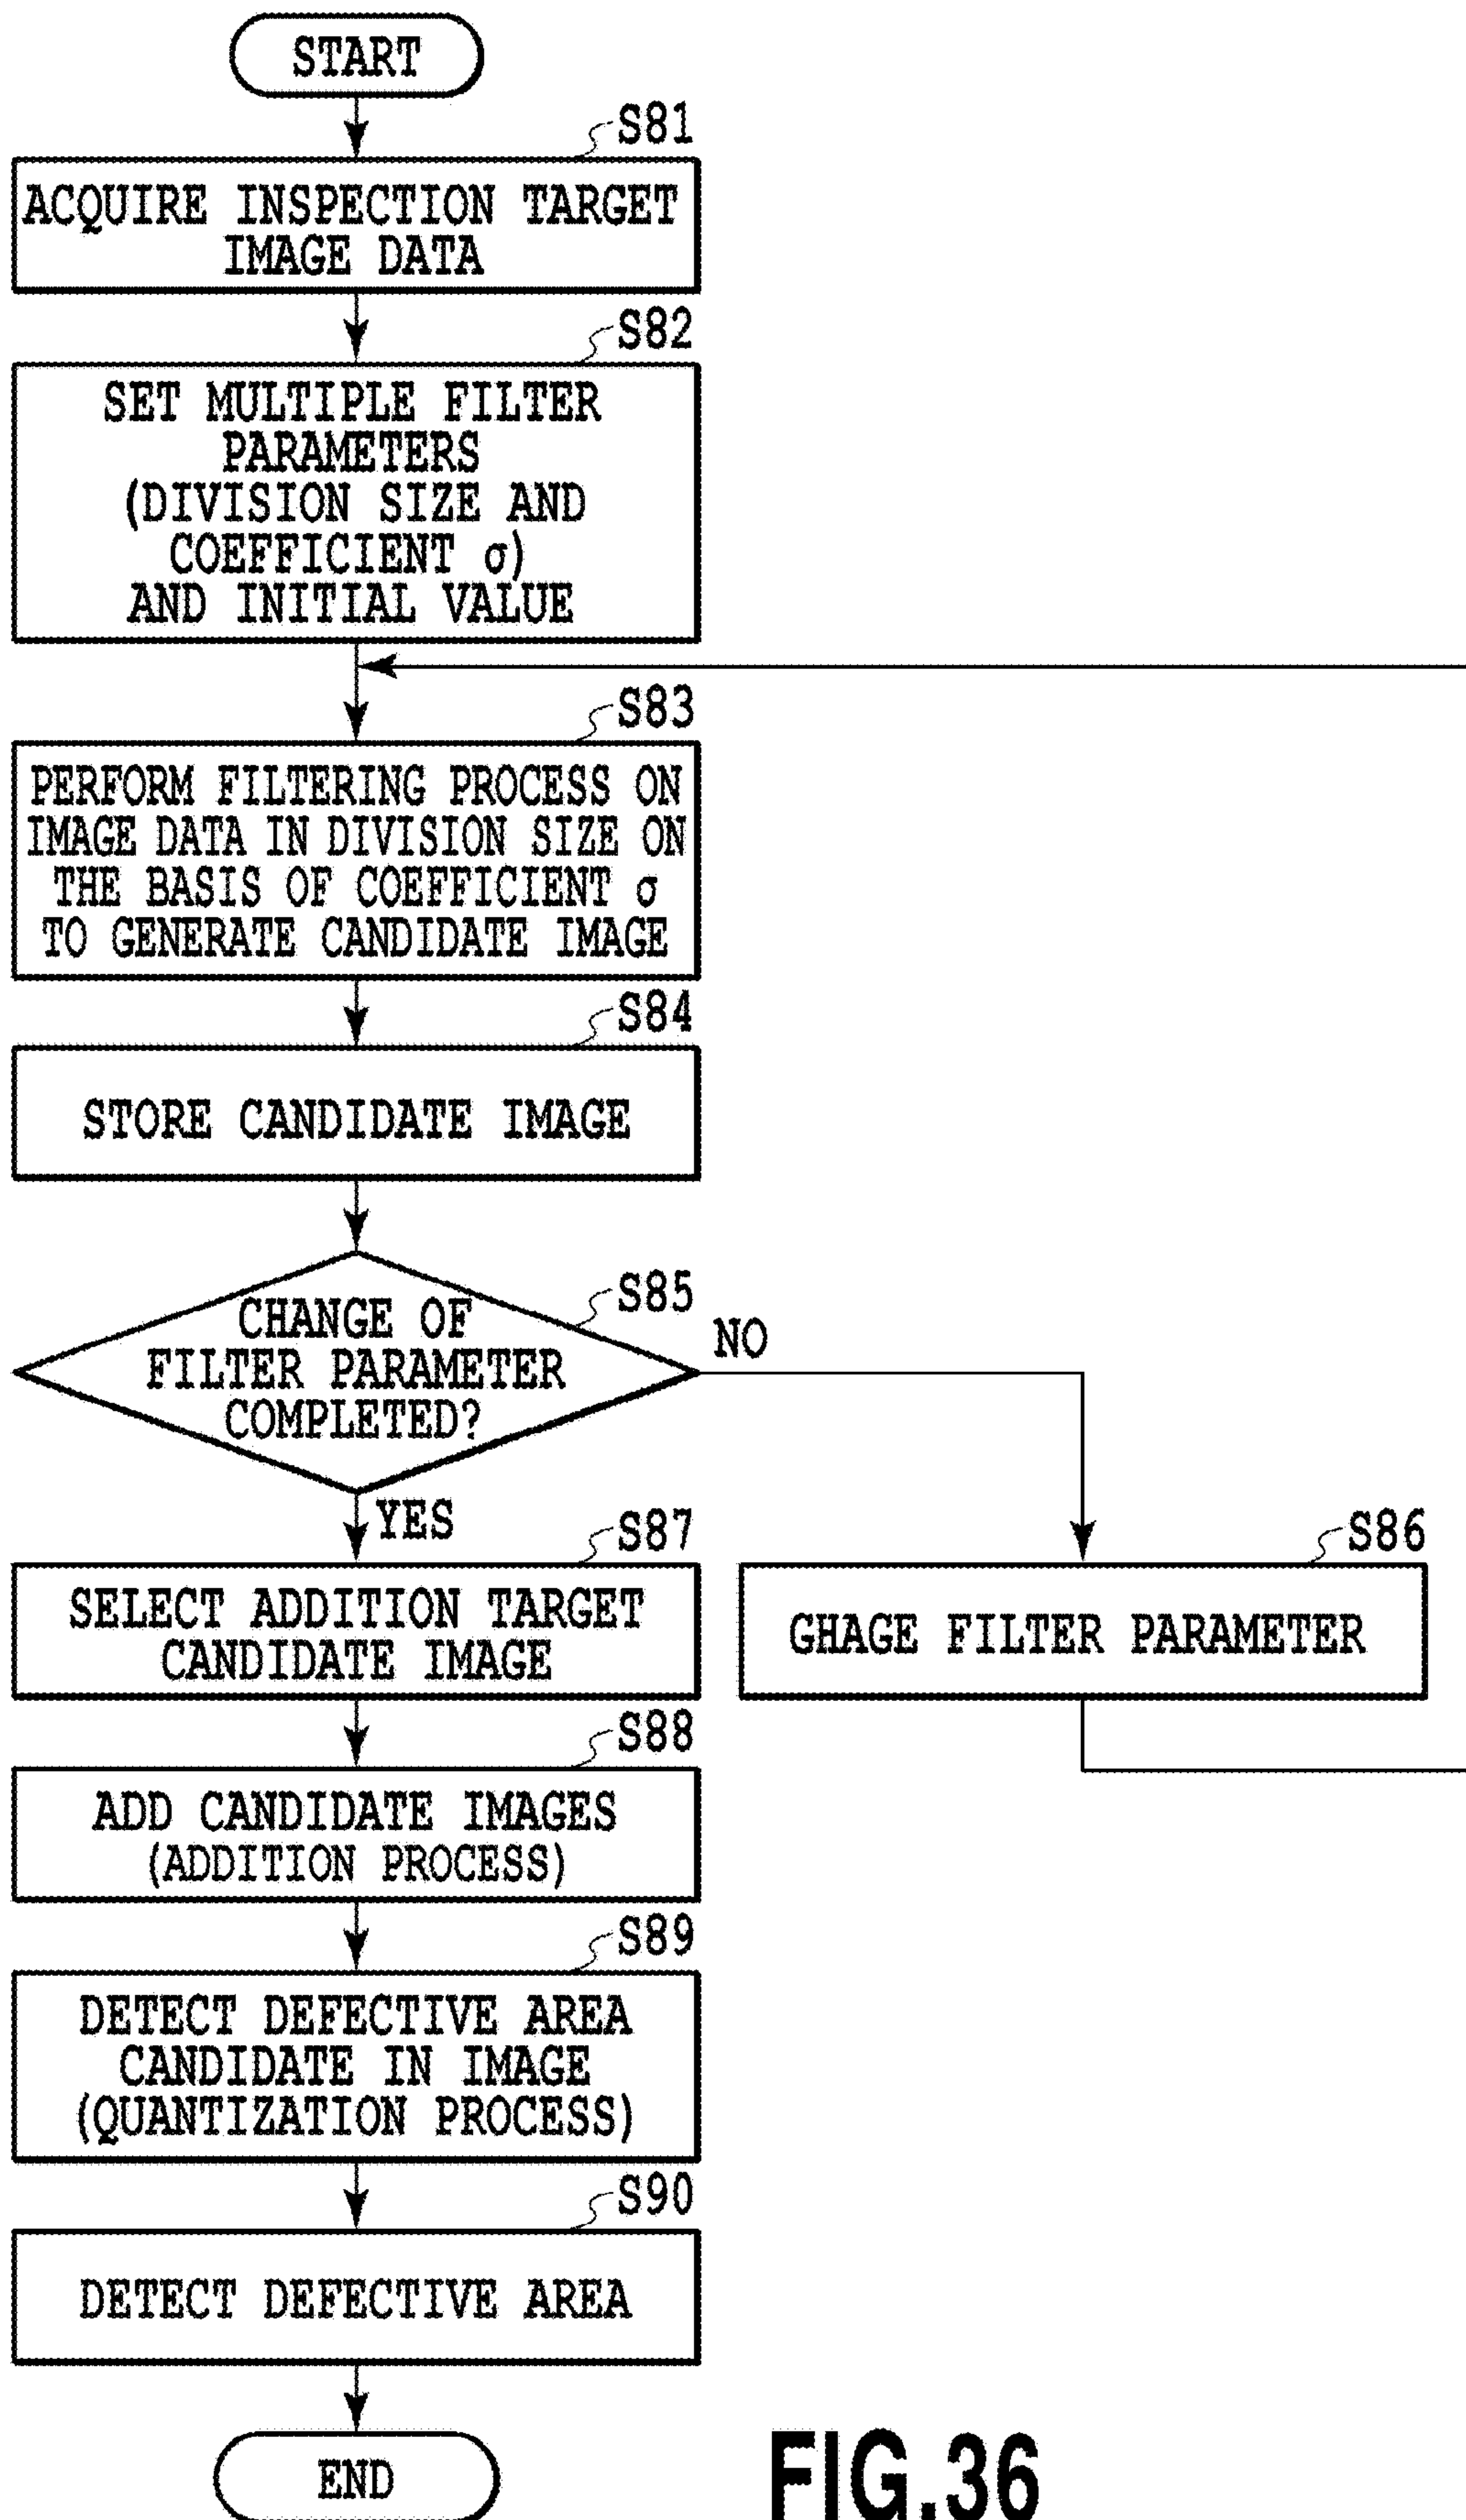 START
S81
ACQUIRE INSPECTION TARGET
IMAGE DATA
S82
SET MULTIPLE FILTER
PARAMETERS
(DIVISION SIZE AND
COEFFICIENT σ)
AND INITIAL VALUE
S83
PERFORM FILTERING PROCESS ON
IMAGE DATA IN DIVISION SIZE ON
THE BASIS OF COEFFICIENT σ
TO GENERATE CANDIDATE IMAGE
S84
STORE CANDIDATE IMAGE
S85
CHANGE OF
FILTER PARAMETER
COMPLETED?
NO
YES
S86
GHAGE FILTER PARAMETER
S87
SELECT ADDITION TARGET
CANDIDATE IMAGE
S88
ADD CANDIDATE IMAGES
(ADDITION PROCESS)
S89
DETECT DEFECTIVE AREA
CANDIDATE IN IMAGE
(QUANTIZATION PROCESS)
S90
DETECT DEFECTIVE AREA
END
FIG.36